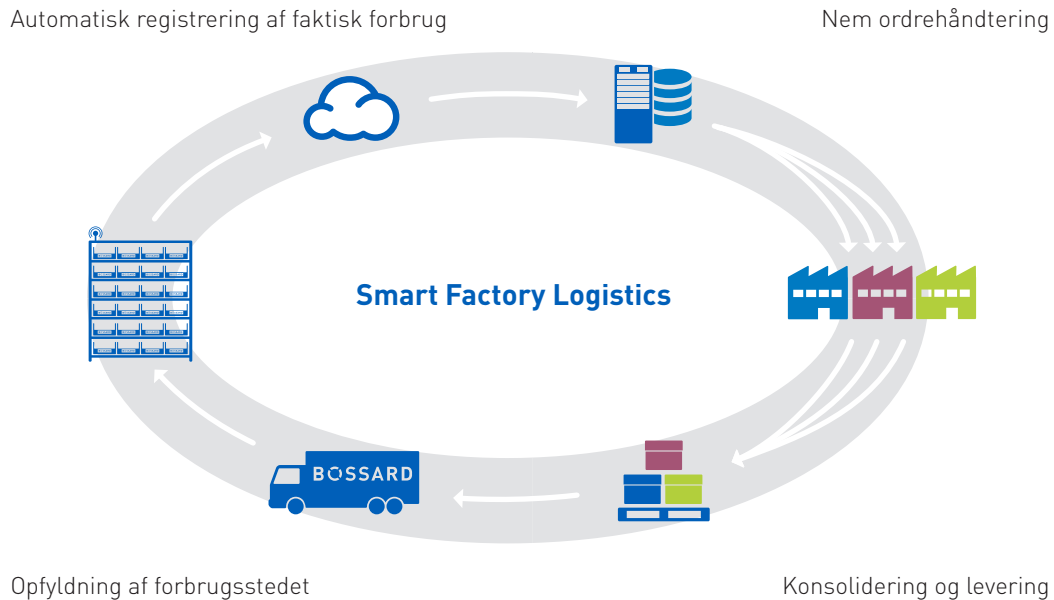 Automatisk registrering af faktisk forbrug
Nem ordrehåndtering
Smart Factory Logistics
BOSSARD
Opfyldning af forbrugsstedet
Konsolidering og levering